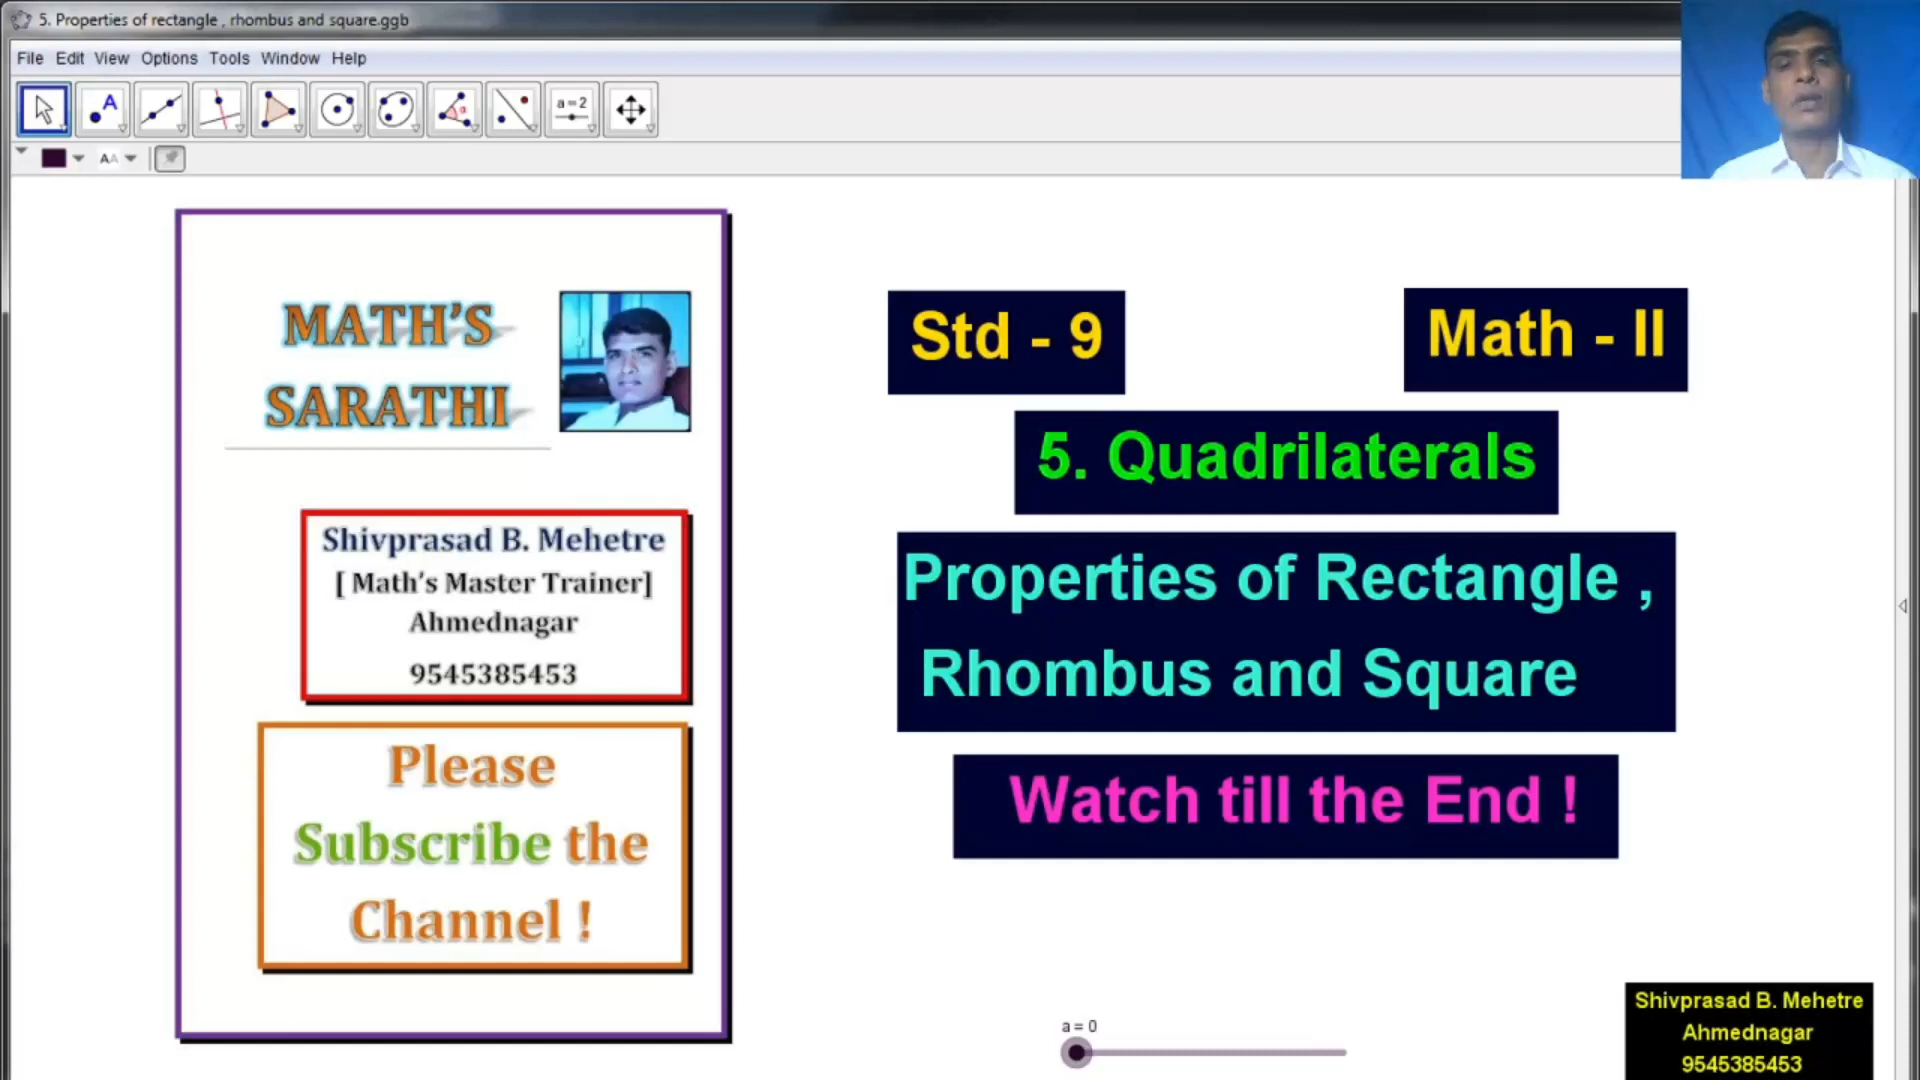 5. Properties of rectangle , rhombus and square.ggb
File Edit View Options Tools Window Help
A a = 2
AA
MATH'S
SARATHI
Shivprasad B. Mehetre
[ Math's Master Trainer]
Ahmednagar
9545385453
Please
Subscribe the
Channel !
Std - 9
Math - II
5. Quadrilaterals
Properties of Rectangle ,
Rhombus and Square
Watch till the End !
a = 0
Shivprasad B. Mehetre
Ahmednagar
9545385453